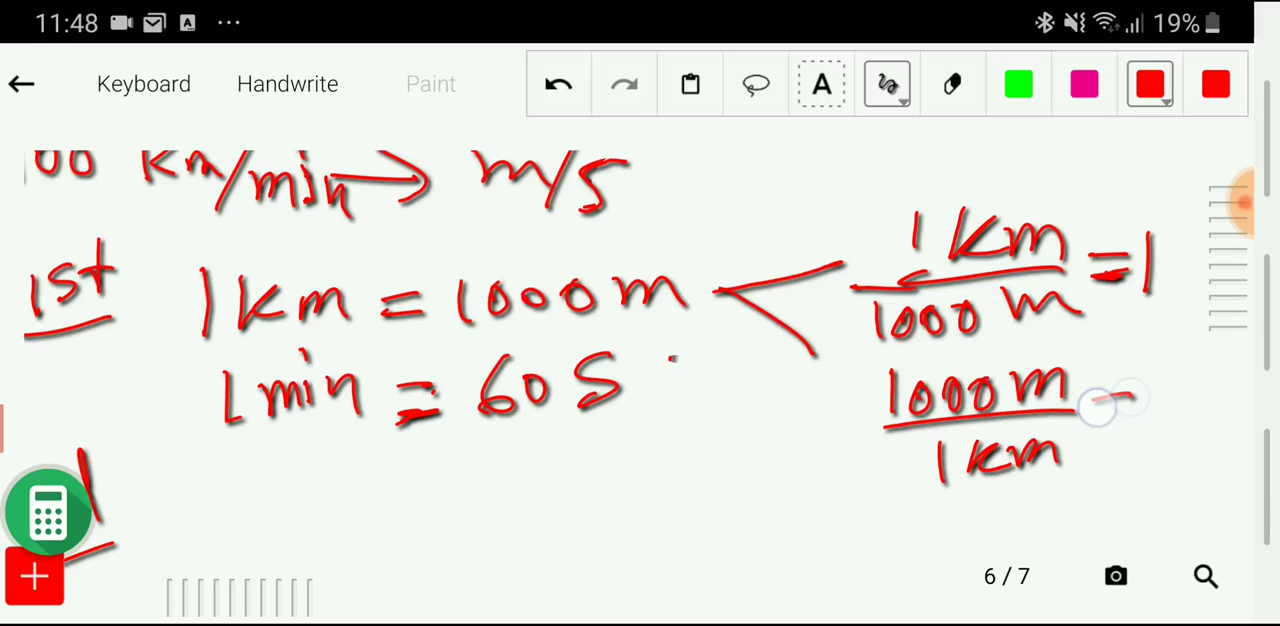 11:48 A ... 19%
Keyboard Handwrite Paint A
00 km/min → m/s
1st 1 km = 1000 m
1 km
1000 m
= 1
1 min = 60 S
1000 m
1 km
=
6 / 7